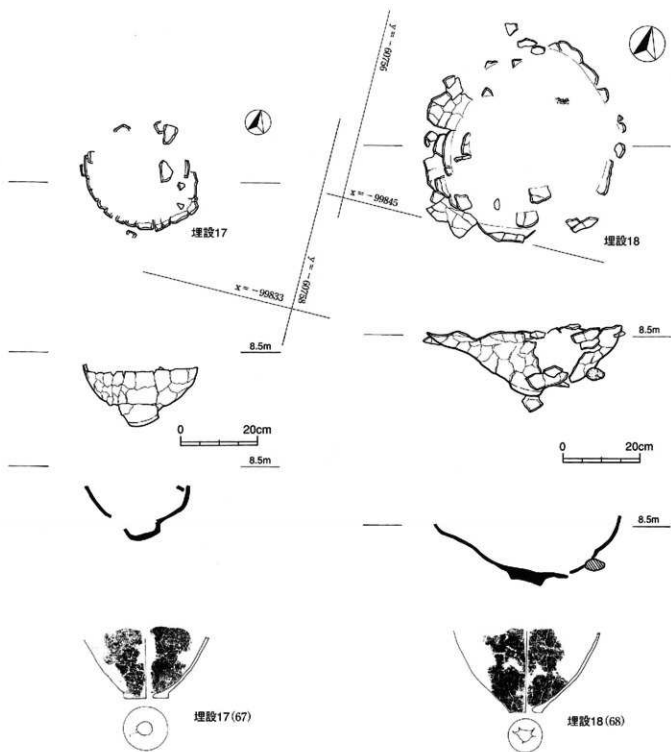 y = -60756
x = -99845
埋設17
埋設18
y = -60758
x = -99833
8.5m
8.5m
0 20cm
8.5m
0 20cm
8.5m
埋設17(67)
埋設18(68)